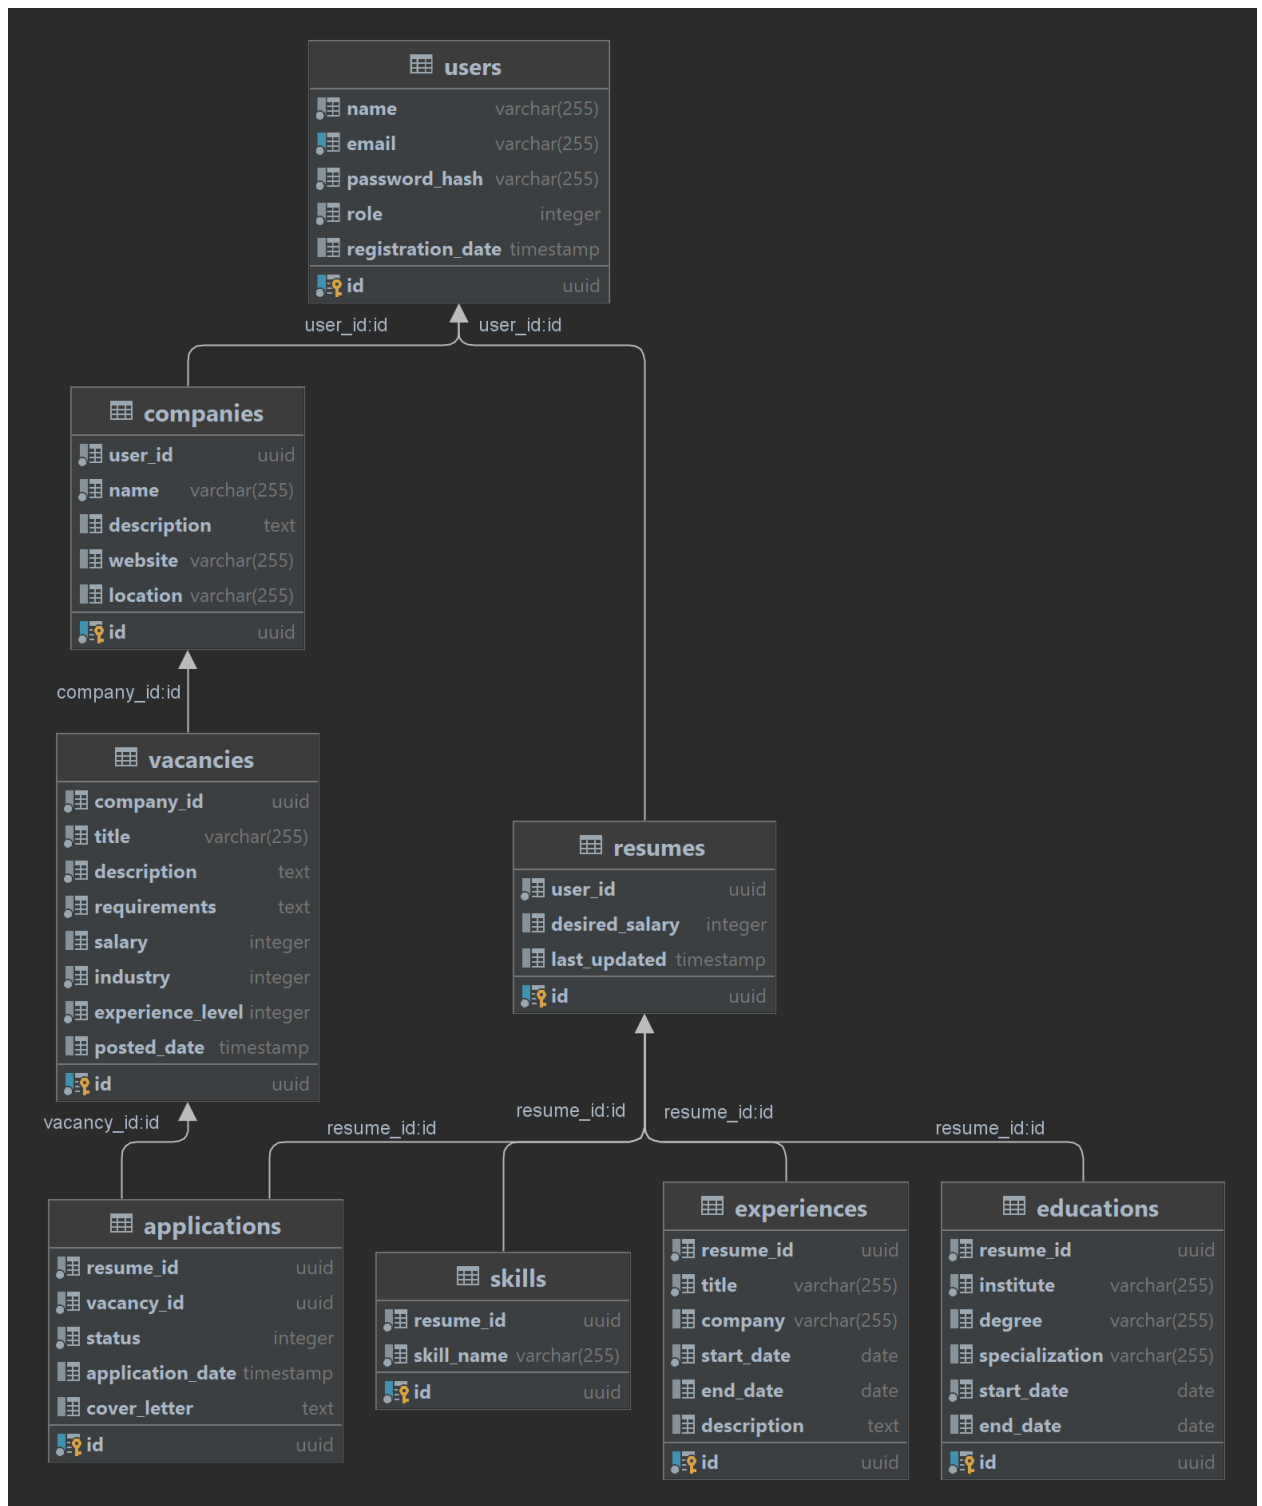 users
name varchar(255)
email varchar(255)
password_hash varchar(255)
role integer
registration_date timestamp
id uuid
user_id:id user_id:id
companies
user_id uuid
name varchar(255)
description text
website varchar(255)
location varchar(255)
id uuid
company_id:id
vacancies
company_id uuid
title varchar(255)
description text
requirements text
salary integer
industry integer
experience_level integer
posted_date timestamp
id uuid
resumes
user_id uuid
desired_salary integer
last_updated timestamp
id uuid
vacancy_id:id
resume_id:id
resume_id:id
resume_id:id
resume_id:id
applications
resume_id uuid
vacancy_id uuid
status integer
application_date timestamp
cover_letter text
id uuid
skills
resume_id uuid
skill_name varchar(255)
id uuid
experiences
resume_id uuid
title varchar(255)
company varchar(255)
start_date date
end_date date
description text
id uuid
educations
resume_id uuid
institute varchar(255)
degree varchar(255)
specialization varchar(255)
start_date date
end_date date
id uuid